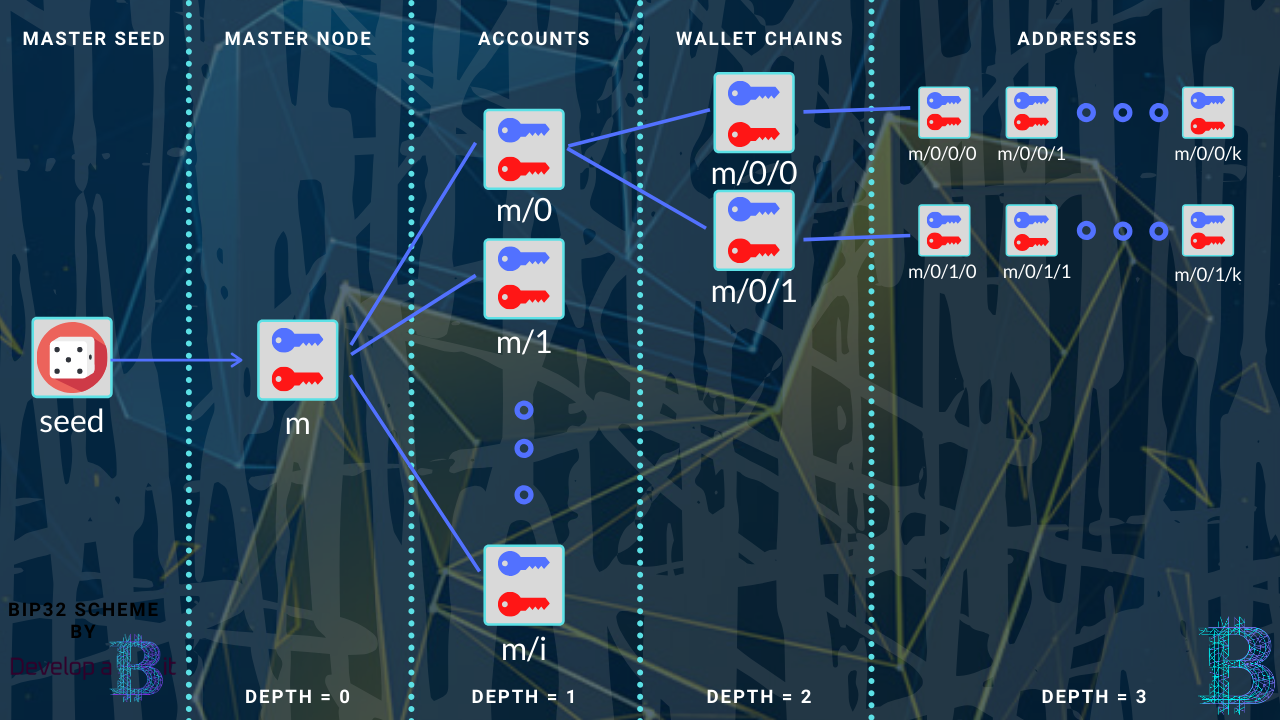 MASTER SEED
MASTER NODE
ACCOUNTS
WALLET CHAINS
ADDRESSES
seed
m
m/0
m/1
m/i
m/0/0
m/0/1
m/0/0/0
m/0/0/1
m/0/0/k
m/0/1/0
m/0/1/1
m/0/1/k
BIP32 SCHEME
BY
Develop a Bit
DEPTH = 0
DEPTH = 1
DEPTH = 2
DEPTH = 3